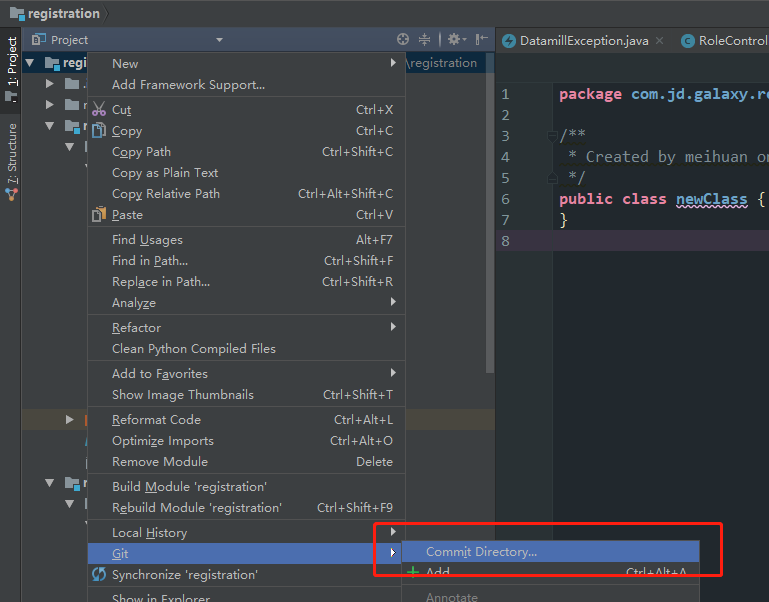 registration
Project
DatamillException.java
RoleControl
1: Project
7: Structure
regi
\registration
New
Add Framework Support...
Cut Ctrl+X
Copy Ctrl+C
Copy Path Ctrl+Shift+C
Copy as Plain Text
Copy Relative Path Ctrl+Alt+Shift+C
Paste Ctrl+V
Find Usages Alt+F7
Find in Path... Ctrl+Shift+F
Replace in Path... Ctrl+Shift+R
Analyze
Refactor
Clean Python Compiled Files
Add to Favorites
Show Image Thumbnails Ctrl+Shift+T
Reformat Code Ctrl+Alt+L
Optimize Imports Ctrl+Alt+O
Remove Module Delete
Build Module 'registration'
Rebuild Module 'registration' Ctrl+Shift+F9
Local History
Git
Synchronize 'registration'
Show in Explorer
Commit Directory...
Add Ctrl+Alt+A
Annotate
1 package com.jd.galaxy.re
2
3 /**
4 * Created by meihuan on
5 */
6 public class newClass {
7 }
8